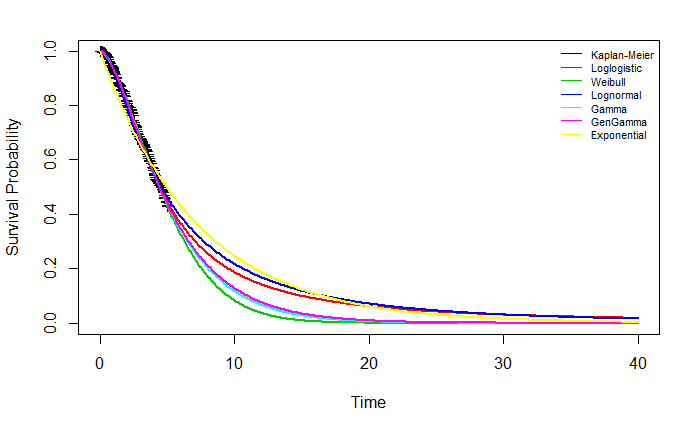 Kaplan-Meier
Loglogistic
Weibull
Lognormal
Gamma
GenGamma
Exponential
Survival Probability
1.0
0.8
0.6
0.4
0.2
0.0
0 10 20 30 40
Time